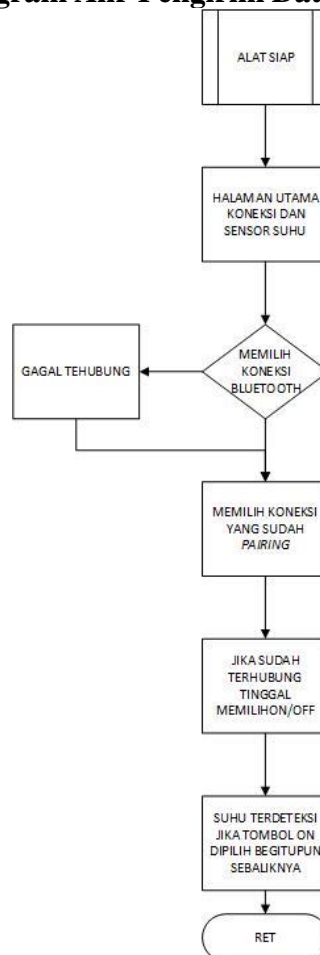 Pengirim
ALAT SIAP
HALAMAN UTAMA
KONEKSI DAN
SENSOR SUHU
MEMILIH
KONEKSI
BLUETOOTH
GAGAL TEHUBUNG
MEMILIH KONEKSI
YANG SUDAH
PAIRING
JIKA SUDAH
TERHUBUNG
TINGGAL
MEMILIHON/OFF
SUHU TERDETEKSI
JIKA TOMBOL ON
DIPILIH BEGITUPUN
SEBALIKNYA
RET